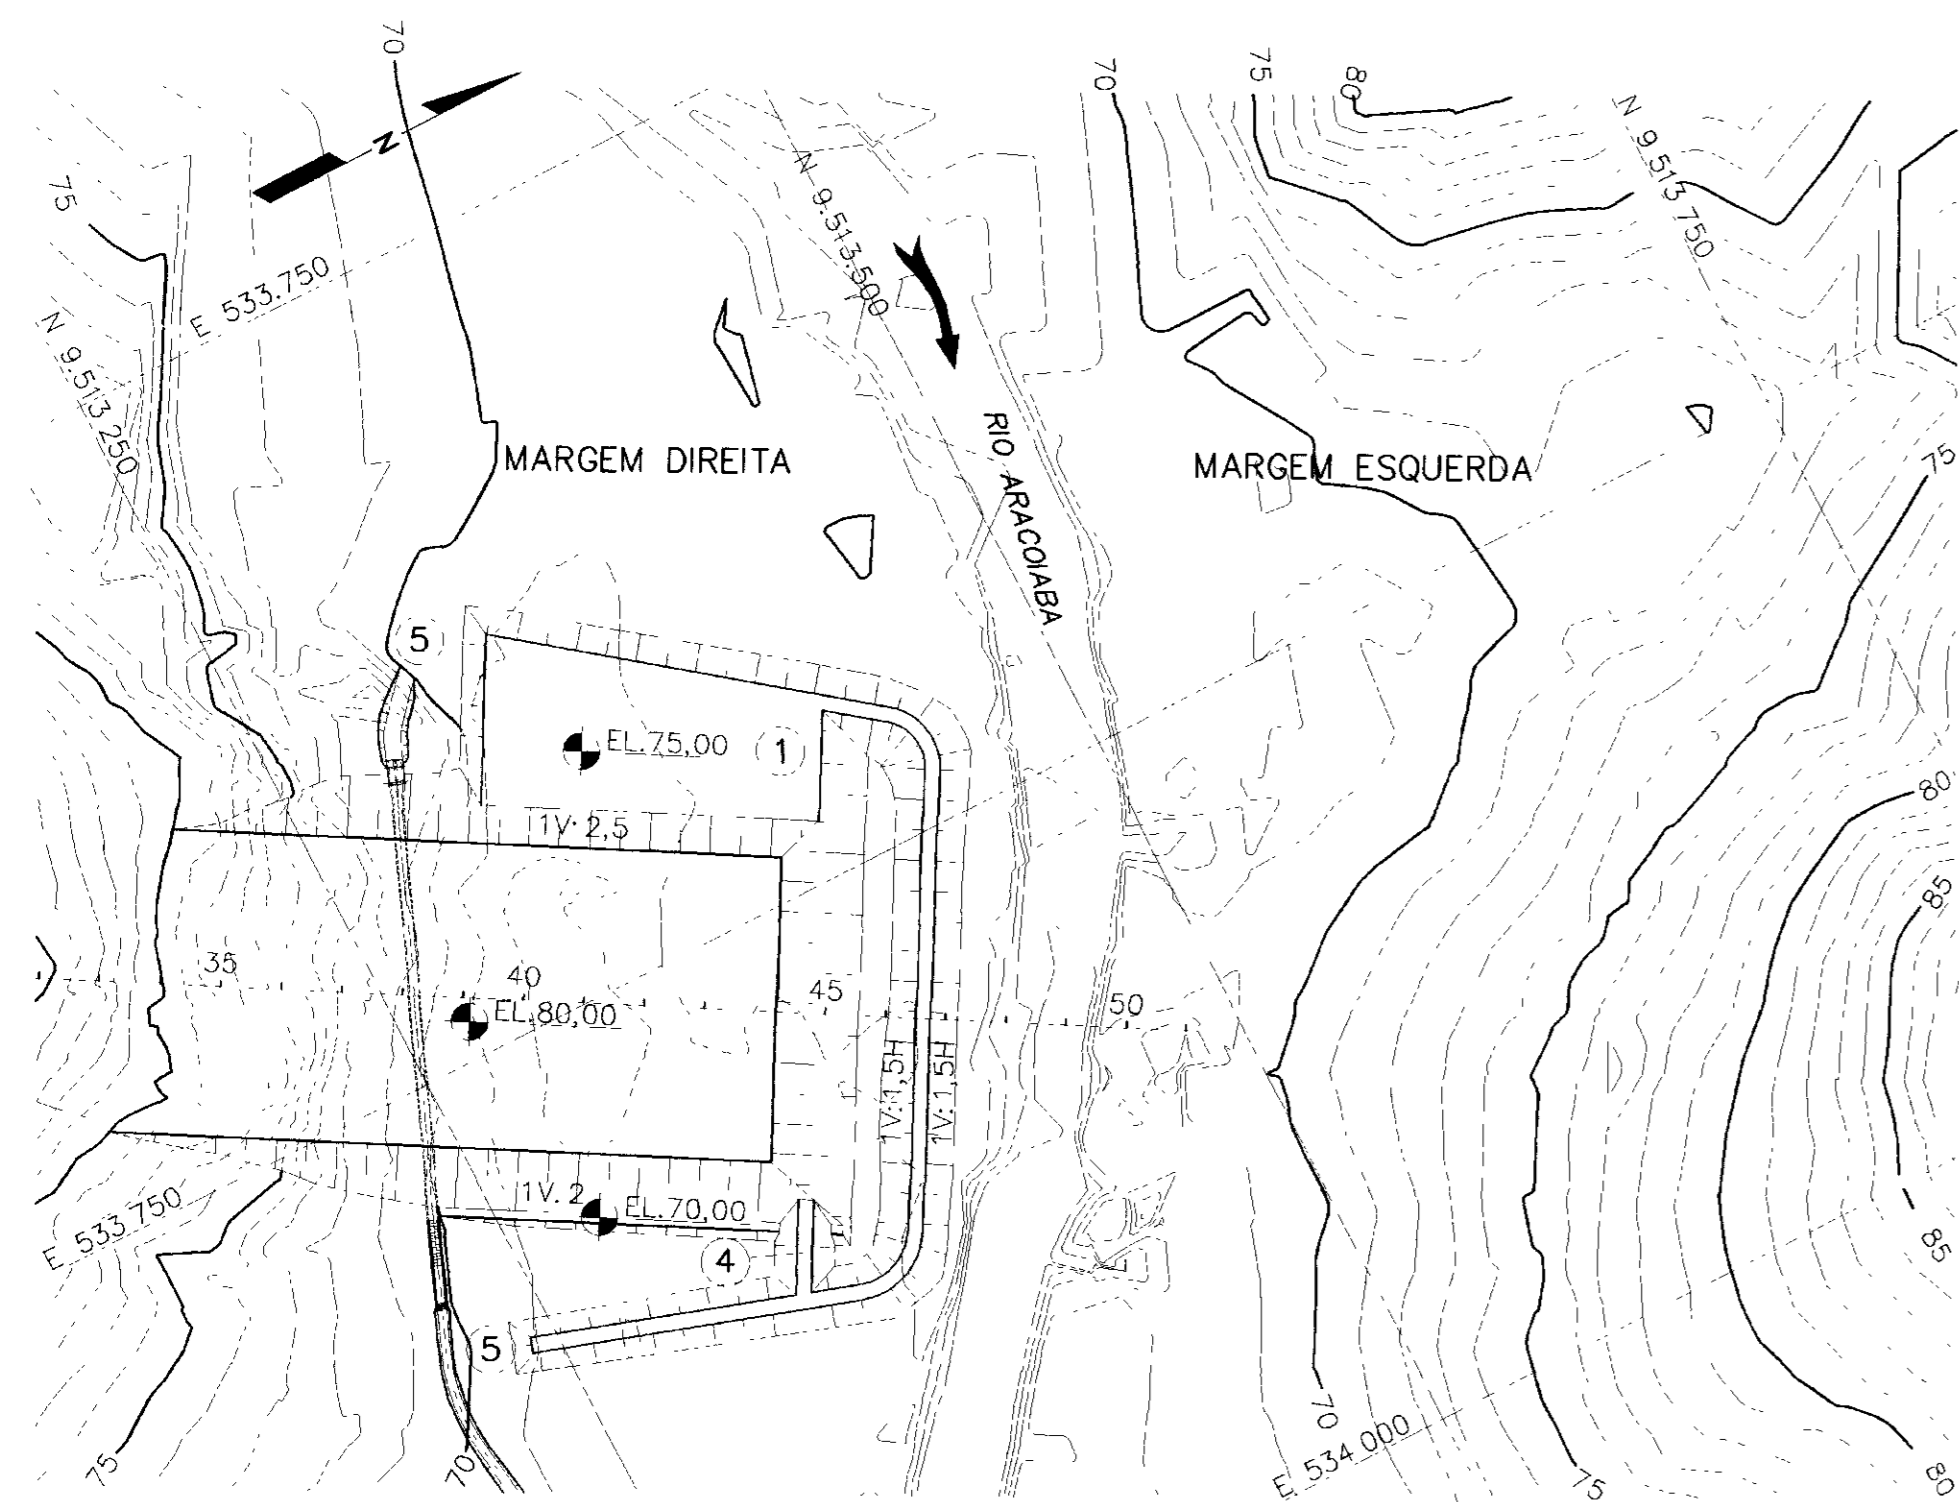 70
70
75
80
N
N 9.513.500
N 9.513 750
75
E 533.750
N 9.513 250
RIO ARACOIABA
MARGEM DIREITA
MARGEM ESQUERDA
75
5
EL.75,00
1
80
1V: 2,5
85
35
40
45
50
EL.80,00
1V:1,5H
1V:1,5H
1V. 2
EL.70,00
E 533 750
4
85
5
70
E 534.000
75
70
75
80